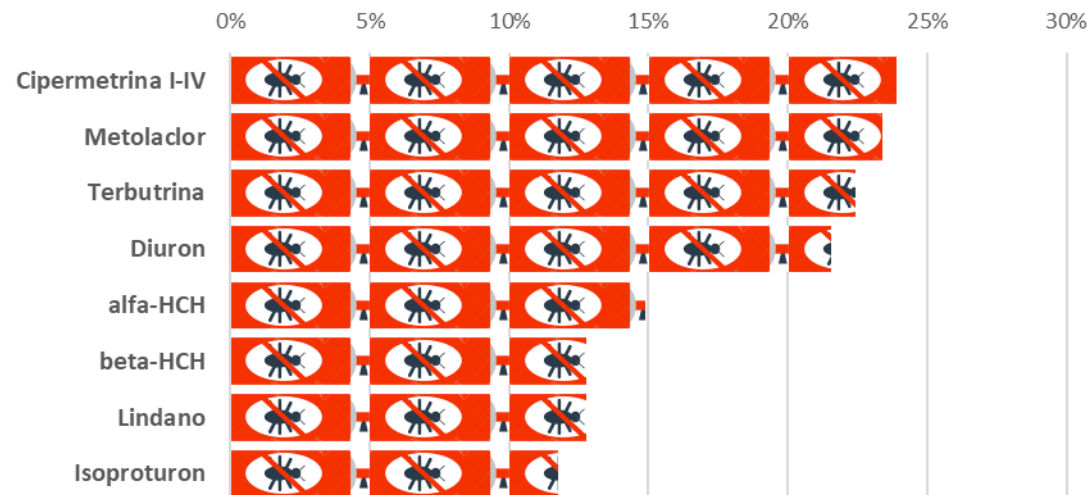 0% 5% 10% 15% 20% 25% 30%
Cipermetrina I-IV
Metolaclor
Terbutrina
Diuron
alfa-HCH
beta-HCH
Lindano
Isoproturon